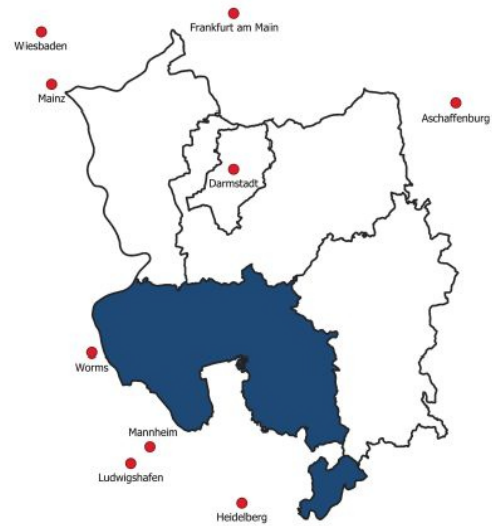 Frankfurt am Main
Wiesbaden
Mainz
Aschaffenburg
Darmstadt
Worms
Mannheim
Ludwigshafen
Heidelberg